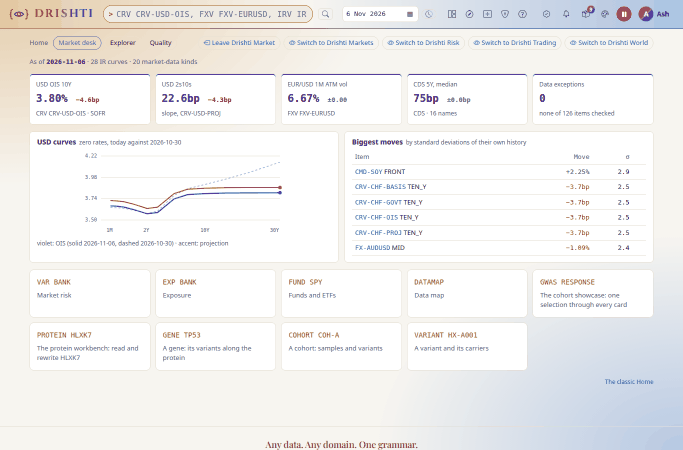 DRISHTI
> CRV CRV-USD-OIS, FXV FXV-EURUSD, IRV IR
6 Nov 2026
9
A
Ash
Home
Market desk
Explorer
Quality
Leave Drishti Market
Switch to Drishti Markets
Switch to Drishti Risk
Switch to Drishti Trading
Switch to Drishti World
As of 2026-11-06 · 28 IR curves · 20 market-data kinds
USD OIS 10Y
3.80% −4.6bp
CRV CRV-USD-OIS · SOFR
USD 2s10s
22.6bp −4.3bp
slope, CRV-USD-PROJ
EUR/USD 1M ATM vol
6.67% ±0.00
FXV FXV-EURUSD
CDS 5Y, median
75bp ±0.0bp
CDS · 16 names
Data exceptions
0
none of 126 items checked
USD curves zero rates, today against 2026-10-30
4.22
3.98
3.74
3.50
1M 2Y 10Y 30Y
violet: OIS (solid 2026-11-06, dashed 2026-10-30) · accent: projection
Biggest moves by standard deviations of their own history
Item Move σ
CMD-SOY FRONT +2.25% 2.9
CRV-CHF-BASIS TEN_Y −3.7bp 2.5
CRV-CHF-GOVT TEN_Y −3.7bp 2.5
CRV-CHF-OIS TEN_Y −3.7bp 2.5
CRV-CHF-PROJ TEN_Y −3.7bp 2.5
FX-AUDUSD MID −1.09% 2.4
VAR BANK
Market risk
EXP BANK
Exposure
FUND SPY
Funds and ETFs
DATAMAP
Data map
GWAS RESPONSE
The cohort showcase: one
selection through every card
PROTEIN HLXK7
The protein workbench: read and
rewrite HLXK7
GENE TP53
A gene: its variants along the
protein
COHORT COH-A
A cohort: samples and variants
VARIANT HX-A001
A variant and its carriers
The classic Home
Any data. Any domain. One grammar.